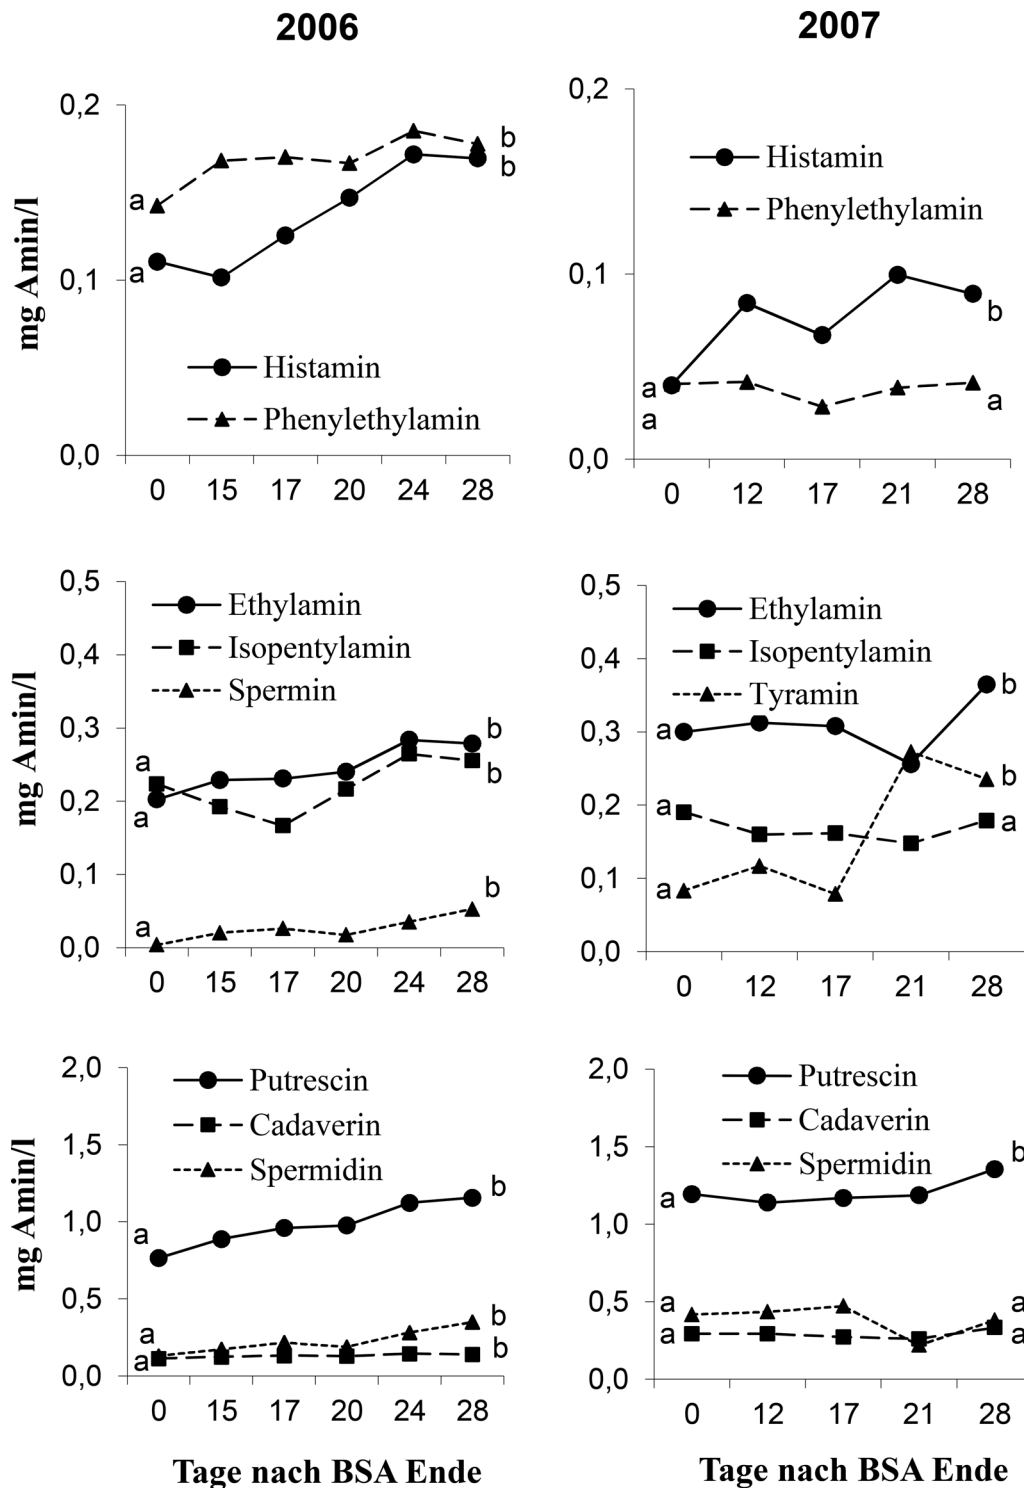 2006
2007
0,2
0,1
0,0
mg Amin/l
a
a
b
b
Histamin
Phenylethylamin
0 15 17 20 24 28
0,2
0,1
0,0
Histamin
Phenylethylamin
a
a
b
a
0 12 17 21 28
0,5
0,4
0,3
0,2
0,1
0,0
mg Amin/l
Ethylamin
Isopentylamin
Spermin
a
a
a
b
b
b
0 15 17 20 24 28
0,5
0,4
0,3
0,2
0,1
0,0
Ethylamin
Isopentylamin
Tyramin
a
a
a
b
b
a
0 12 17 21 28
2,0
1,5
1,0
0,5
0,0
mg Amin/l
Putrescin
Cadaverin
Spermidin
a
a
a
b
b
b
0 15 17 20 24 28
Tage nach BSA Ende
2,0
1,5
1,0
0,5
0,0
Putrescin
Cadaverin
Spermidin
a
a
a
b
a
a
0 12 17 21 28
Tage nach BSA Ende